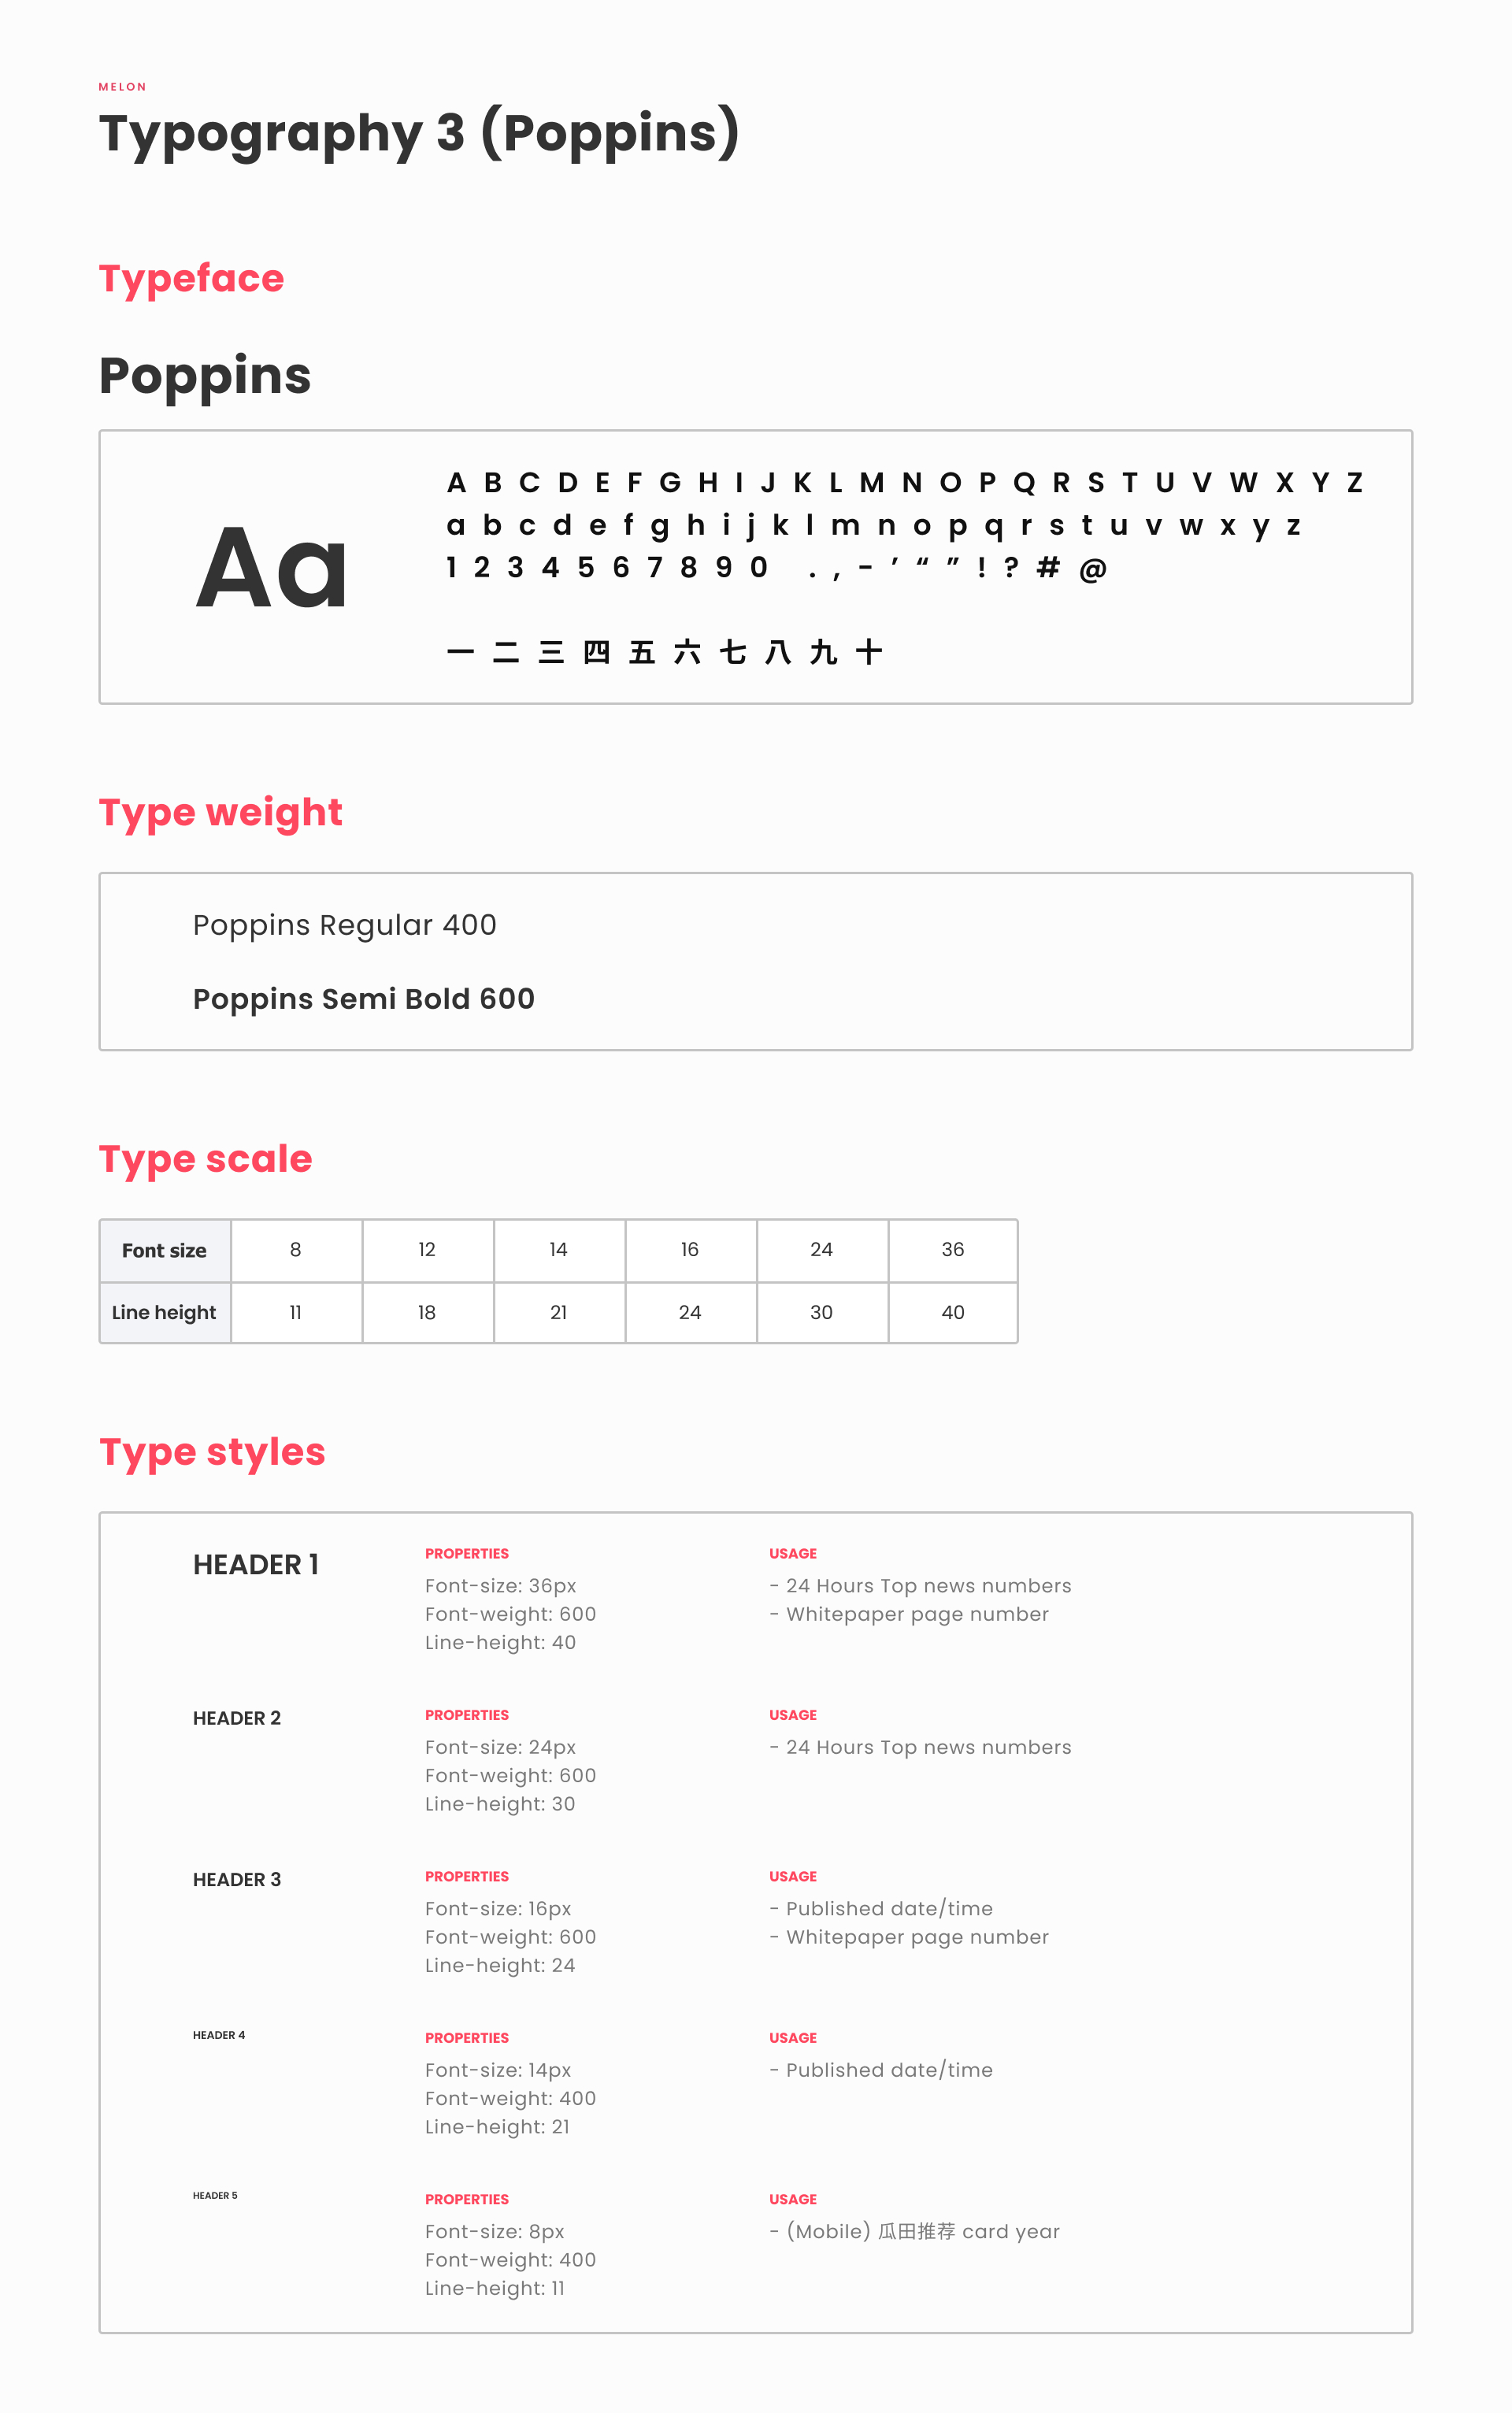 MELON
Typography 3 (Poppins)
Typeface
Poppins
Aa
A B C D E F G H I J K L M N O P Q R S T U V W X Y Z
a b c d e f g h i j k l m n o p q r s t u v w x y z
1 2 3 4 5 6 7 8 9 0 . , - ’ “ ” ! ? # @
一 二 三 四 五 六 七 八 九 十
Type weight
Poppins Regular 400
Poppins Semi Bold 600
Type scale
Font size 8 12 14 16 24 36
Line height 11 18 21 24 30 40
Type styles
HEADER 1
PROPERTIES
Font-size: 36px
Font-weight: 600
Line-height: 40
USAGE
- 24 Hours Top news numbers
- Whitepaper page number
HEADER 2
PROPERTIES
Font-size: 24px
Font-weight: 600
Line-height: 30
USAGE
- 24 Hours Top news numbers
HEADER 3
PROPERTIES
Font-size: 16px
Font-weight: 600
Line-height: 24
USAGE
- Published date/time
- Whitepaper page number
HEADER 4
PROPERTIES
Font-size: 14px
Font-weight: 400
Line-height: 21
USAGE
- Published date/time
HEADER 5
PROPERTIES
Font-size: 8px
Font-weight: 400
Line-height: 11
USAGE
- (Mobile) 瓜田推荐 card year